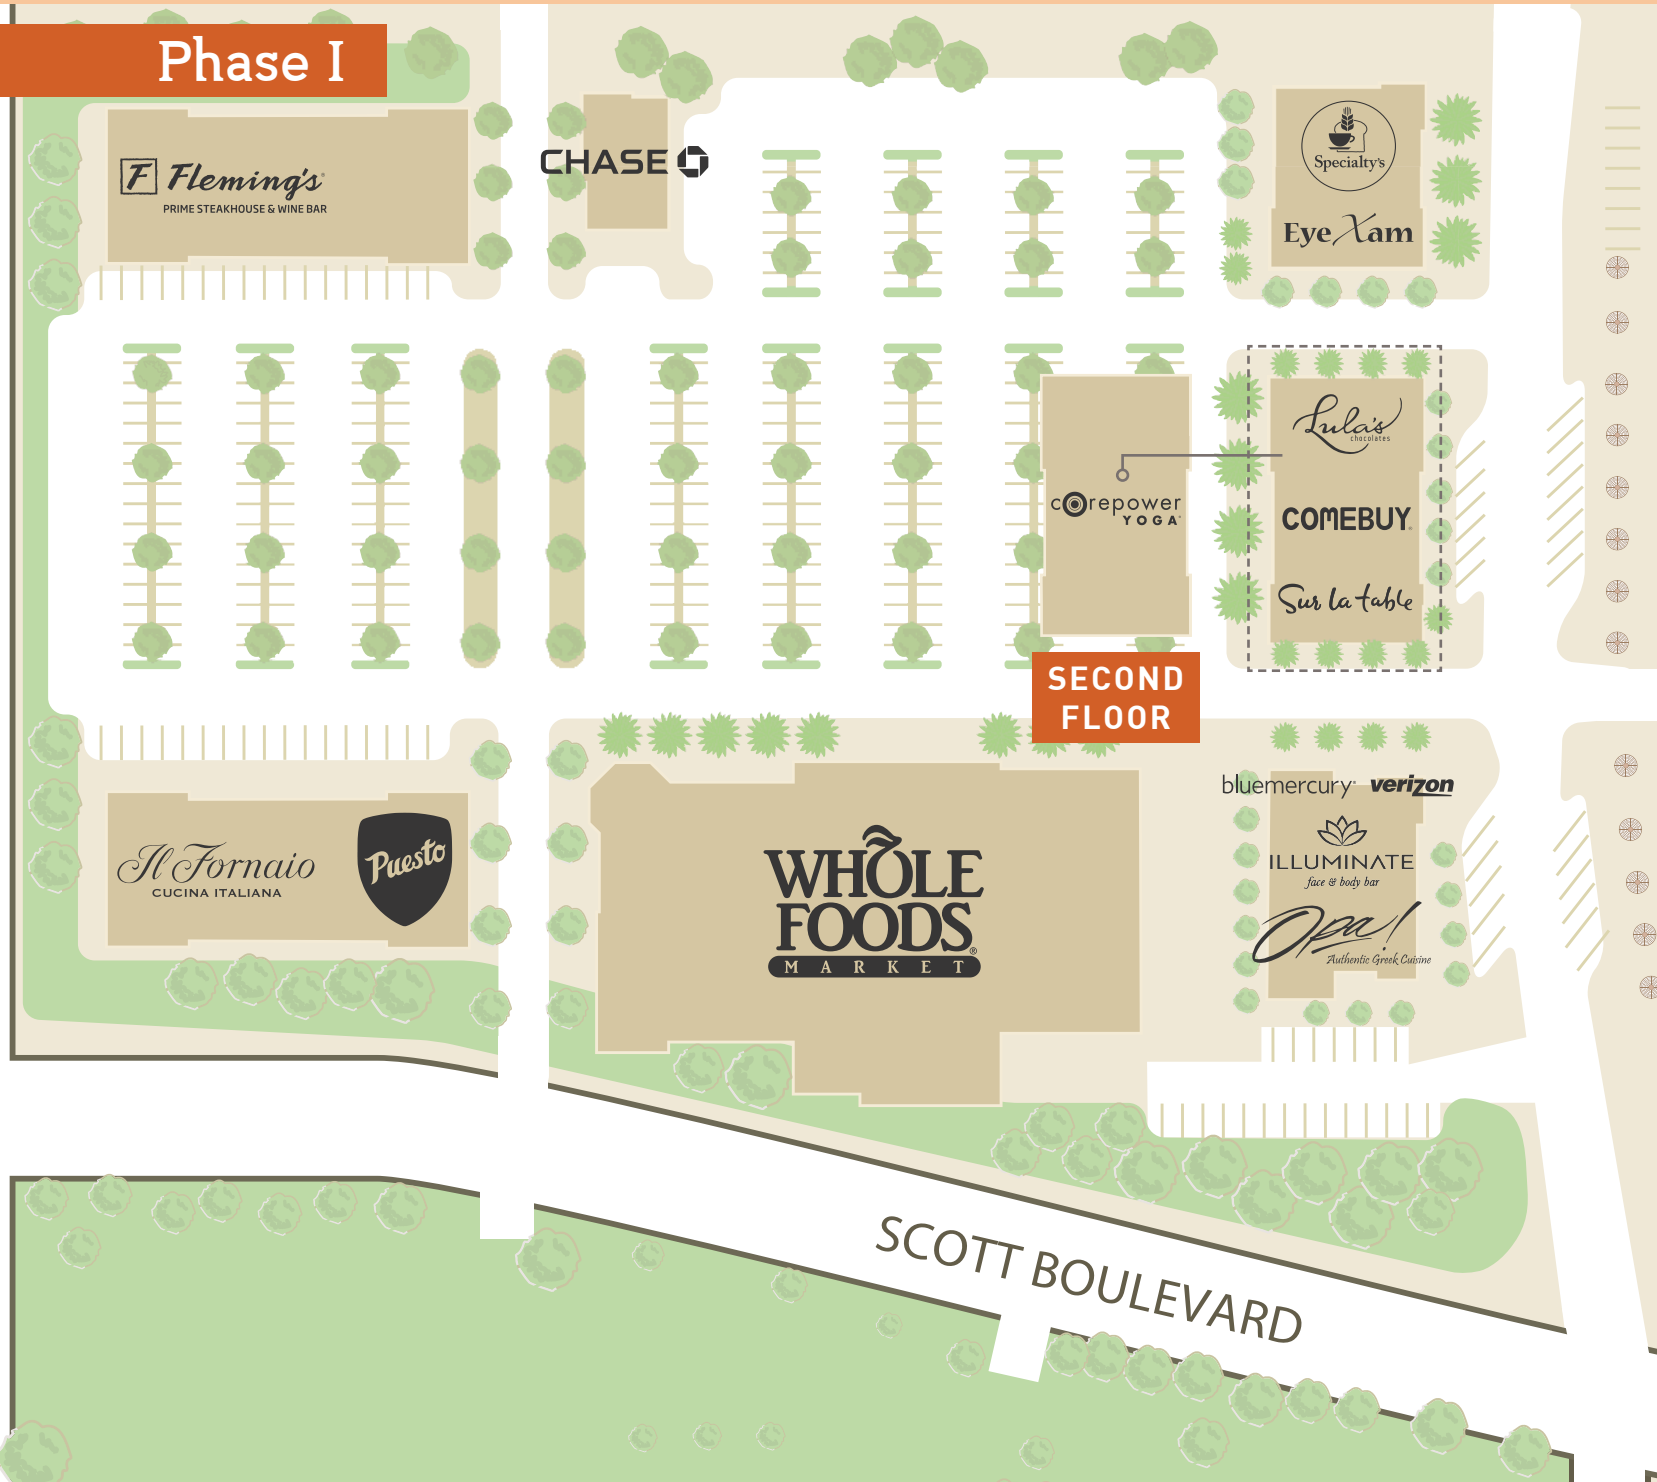 Phase I
F Fleming's
PRIME STEAKHOUSE & WINE BAR
CHASE
Specialty's
EyeXam
Lula's
chocolates
corepower
YOGA
COMEBUY
Sur la table
SECOND
FLOOR
Il Fornaio
CUCINA ITALIANA
Puesto
WHOLE
FOODS
MARKET
bluemercury verizon
ILLUMINATE
face & body bar
Opa!
Authentic Greek Cuisine
SCOTT BOULEVARD